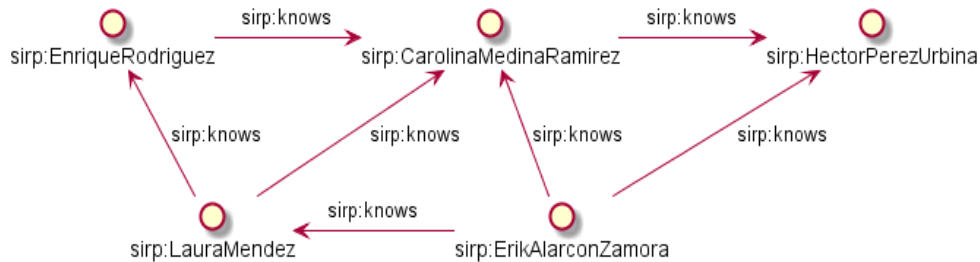 sirp:knows
sirp:knows
sirp:EnriqueRodriguez
sirp:CarolinaMedinaRamirez
sirp:HectorPerezUrbina
sirp:knows
sirp:knows
sirp:knows
sirp:knows
sirp:knows
sirp:LauraMendez
sirp:ErikAlarconZamora